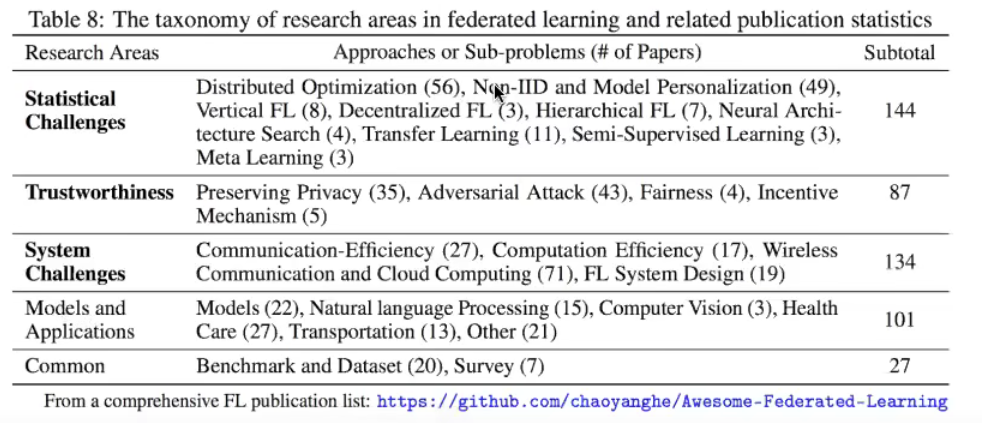 Table 8: The taxonomy of research areas in federated learning and related publication statistics
Research Areas Approaches or Sub-problems (# of Papers) Subtotal
Statistical Challenges
Distributed Optimization (56), Non-IID and Model Personalization (49),
Vertical FL (8), Decentralized FL (3), Hierarchical FL (7), Neural Archi-
tecture Search (4), Transfer Learning (11), Semi-Supervised Learning (3),
Meta Learning (3)
144
Trustworthiness
Preserving Privacy (35), Adversarial Attack (43), Fairness (4), Incentive
Mechanism (5)
87
System
Challenges
Communication-Efficiency (27), Computation Efficiency (17), Wireless
Communication and Cloud Computing (71), FL System Design (19)
134
Models and
Applications
Models (22), Natural language Processing (15), Computer Vision (3), Health
Care (27), Transportation (13), Other (21)
101
Common Benchmark and Dataset (20), Survey (7) 27
From a comprehensive FL publication list: https://github.com/chaoyanghe/Awesome-Federated-Learning